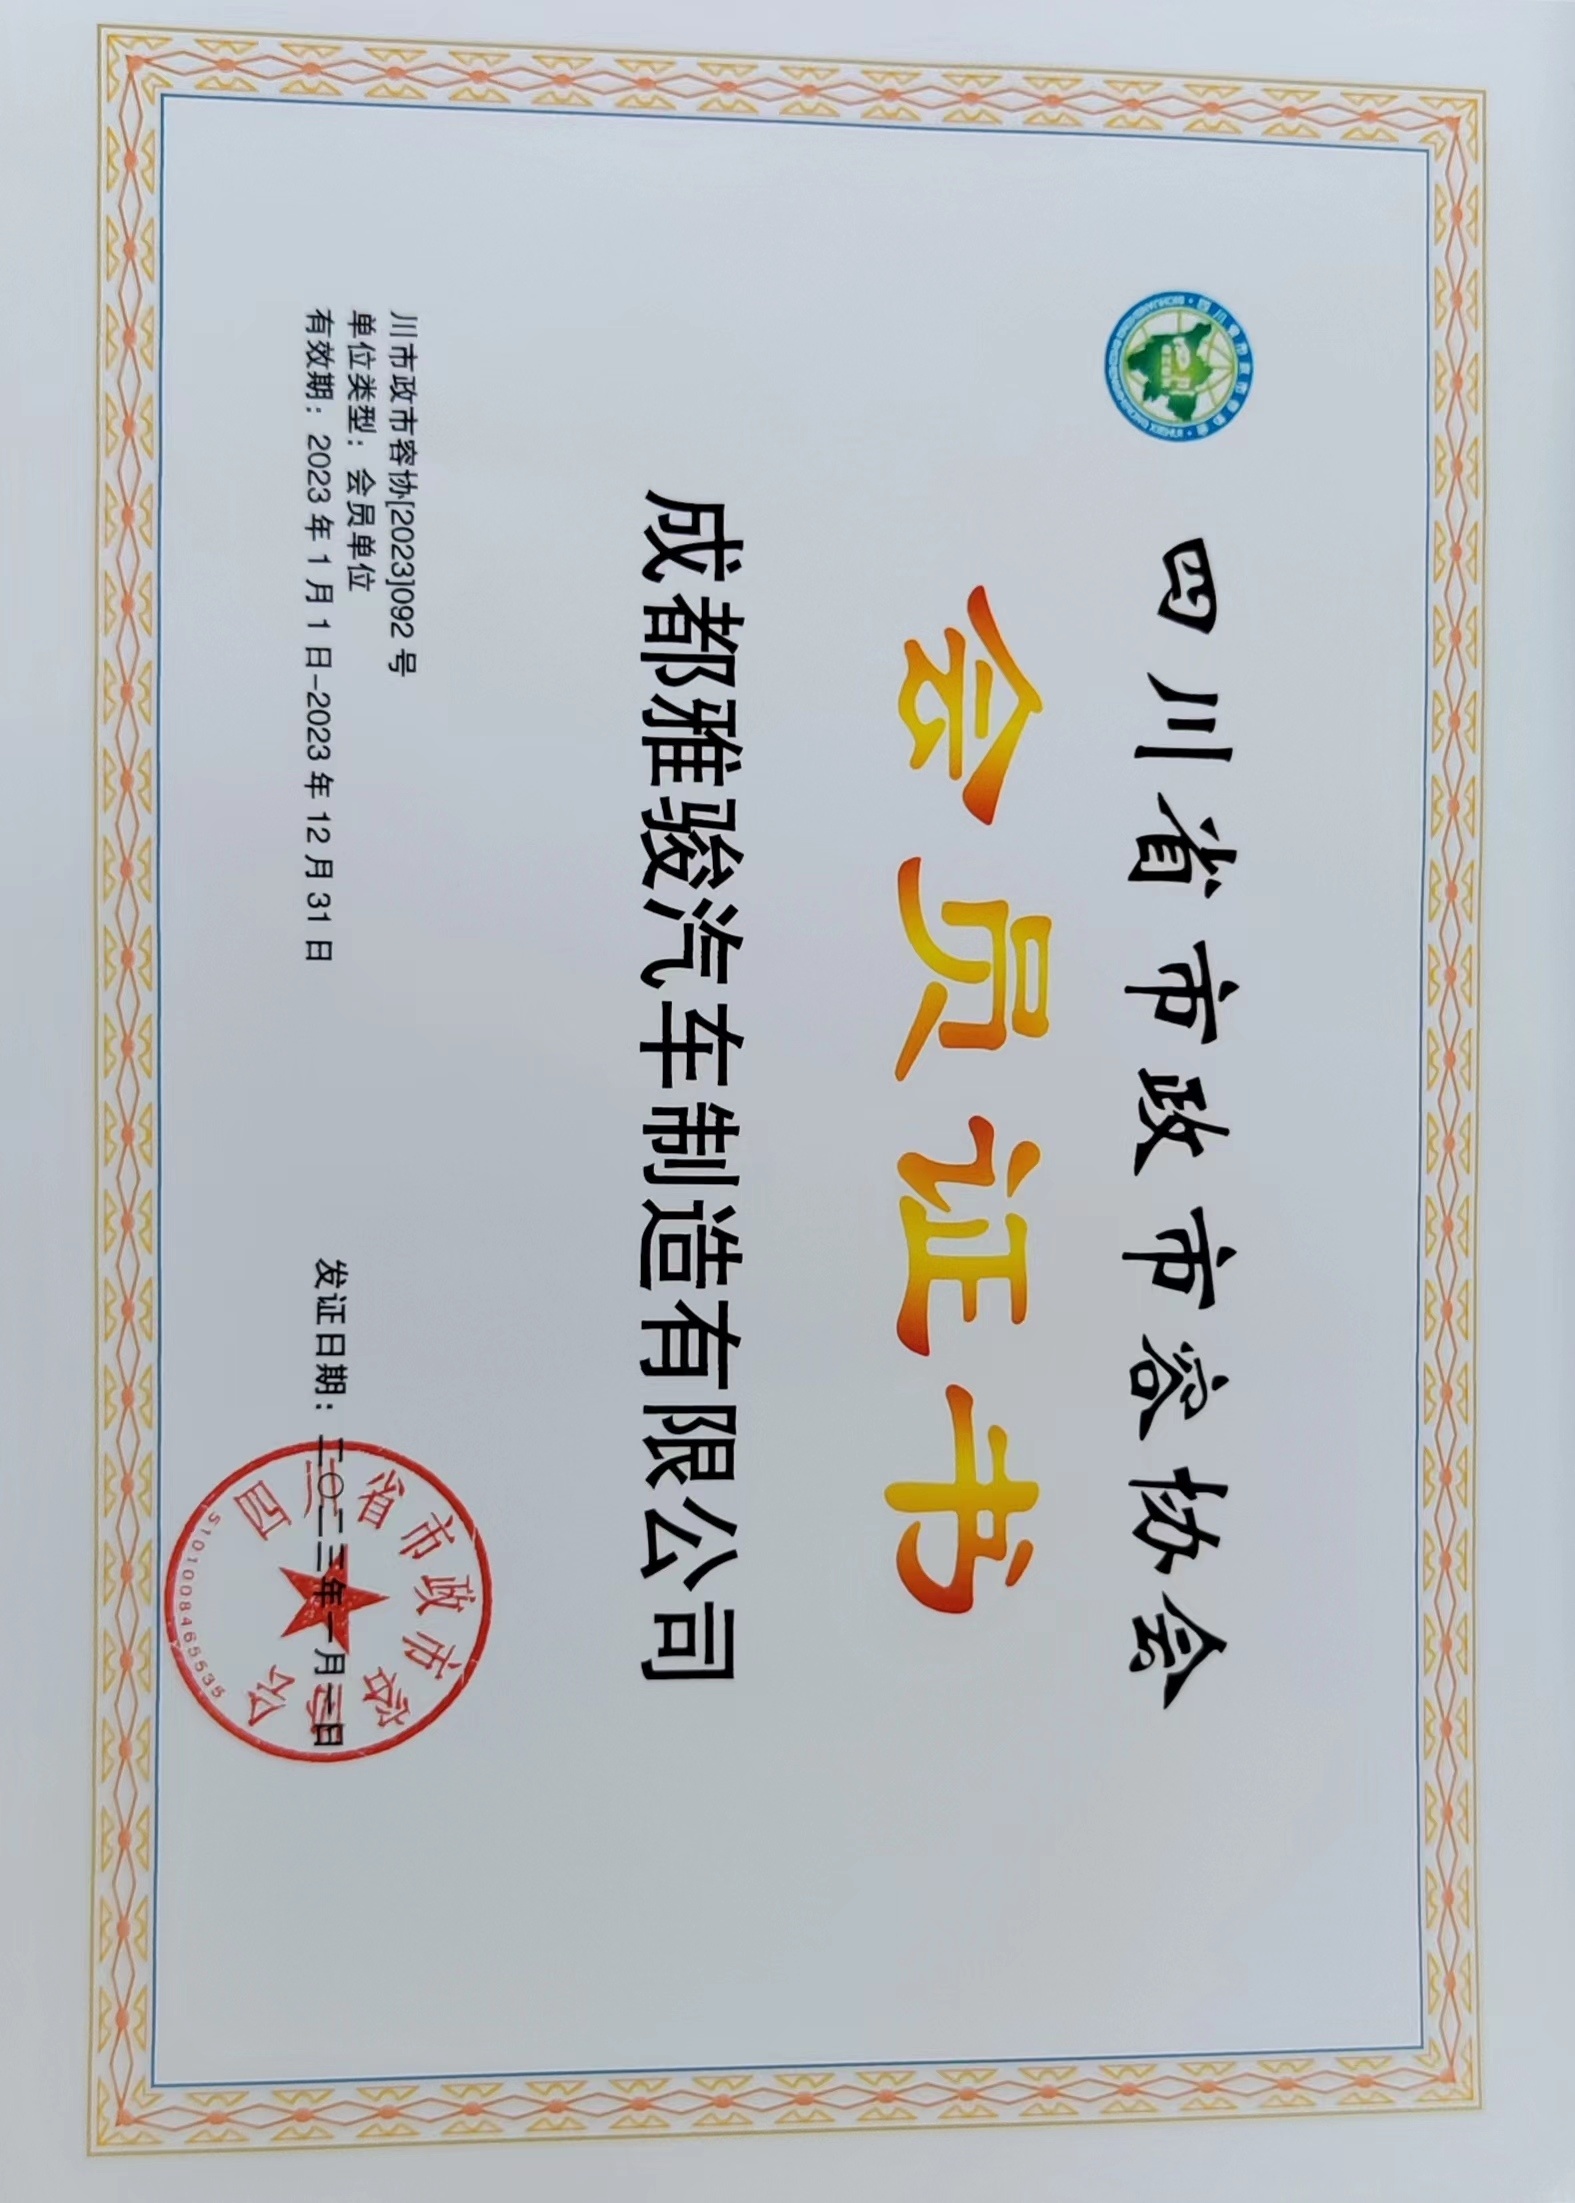 四川省市政市容协会
会员证书
成都雅骏汽车制造有限公司
川市政市容协[2023]092号
单位类型：会员单位
有效期：2023年1月1日-2023年12月31日
发证日期：二〇二三年一月一日
四川省市政市容协会
5101008465535